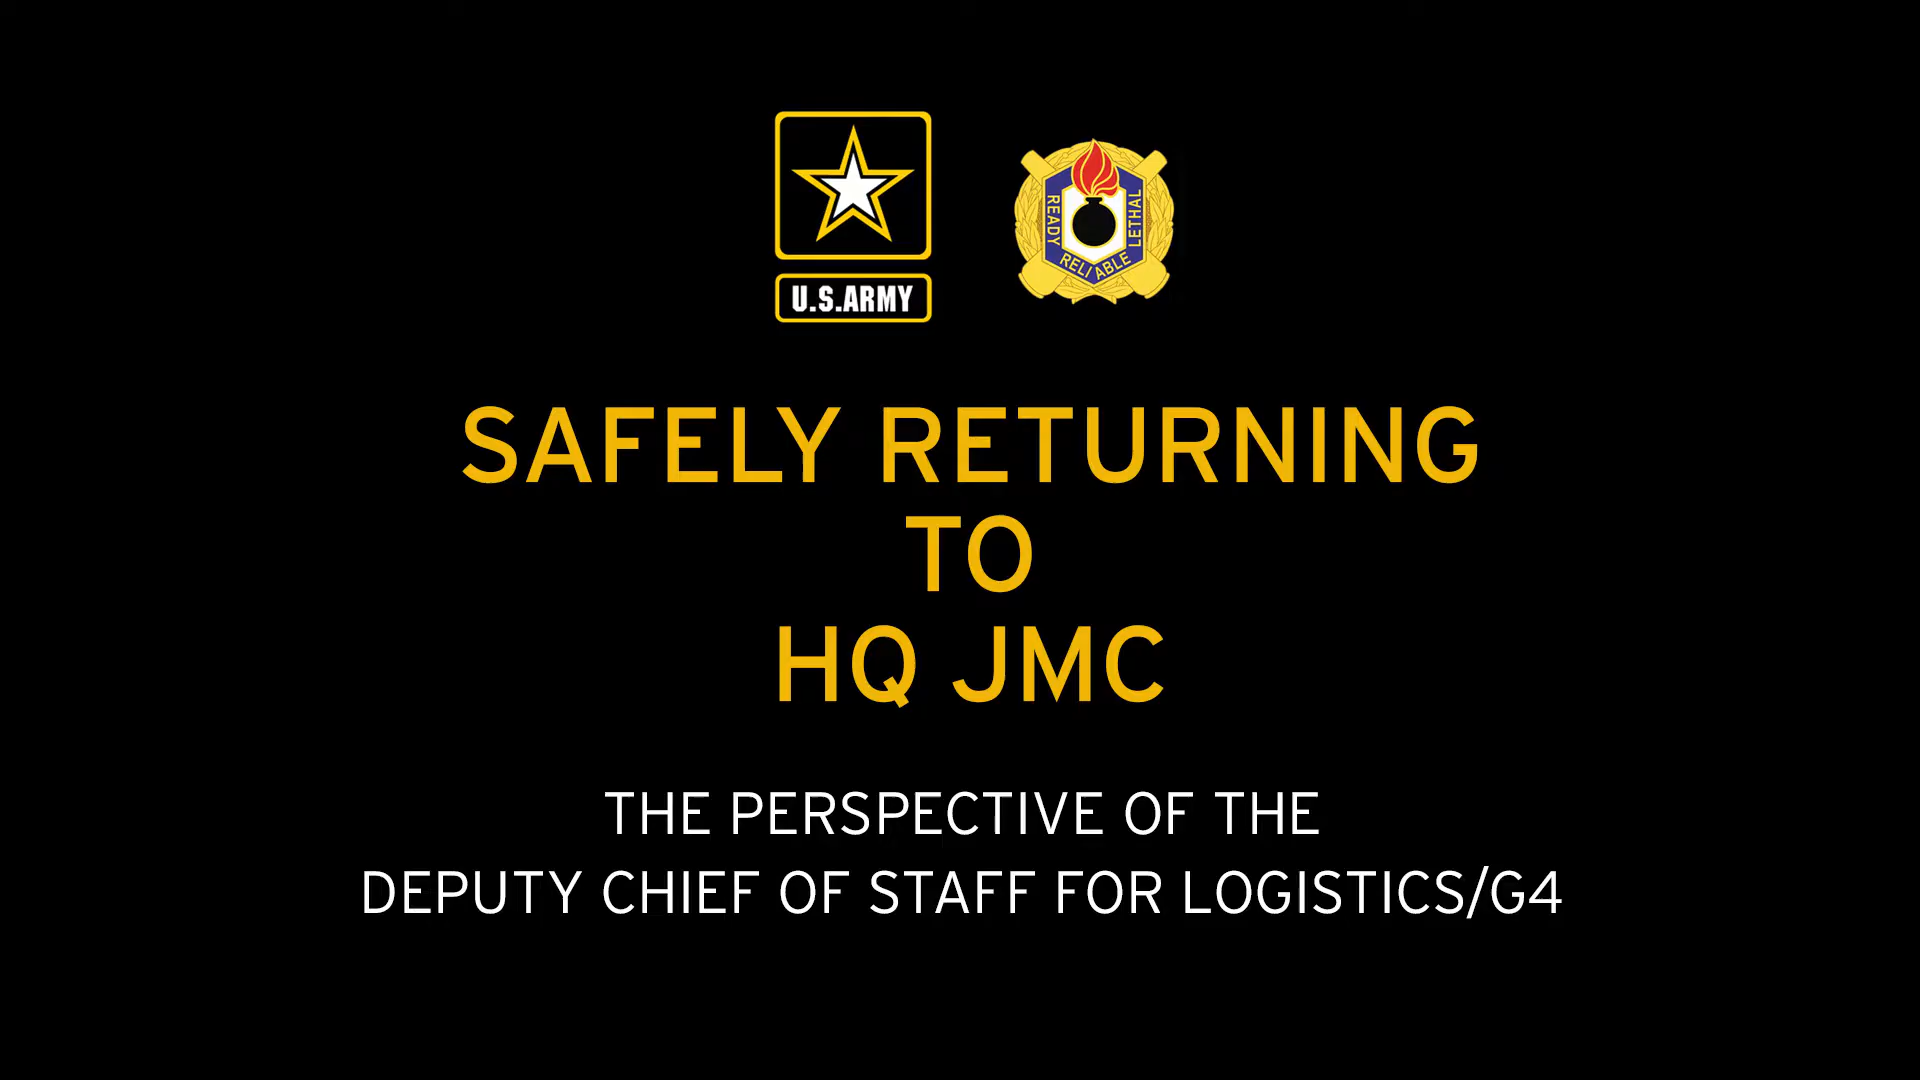 U.S.ARMY
READY RELIABLE LETHAL
SAFELY RETURNING
TO
HQ JMC
THE PERSPECTIVE OF THE
DEPUTY CHIEF OF STAFF FOR LOGISTICS/G4